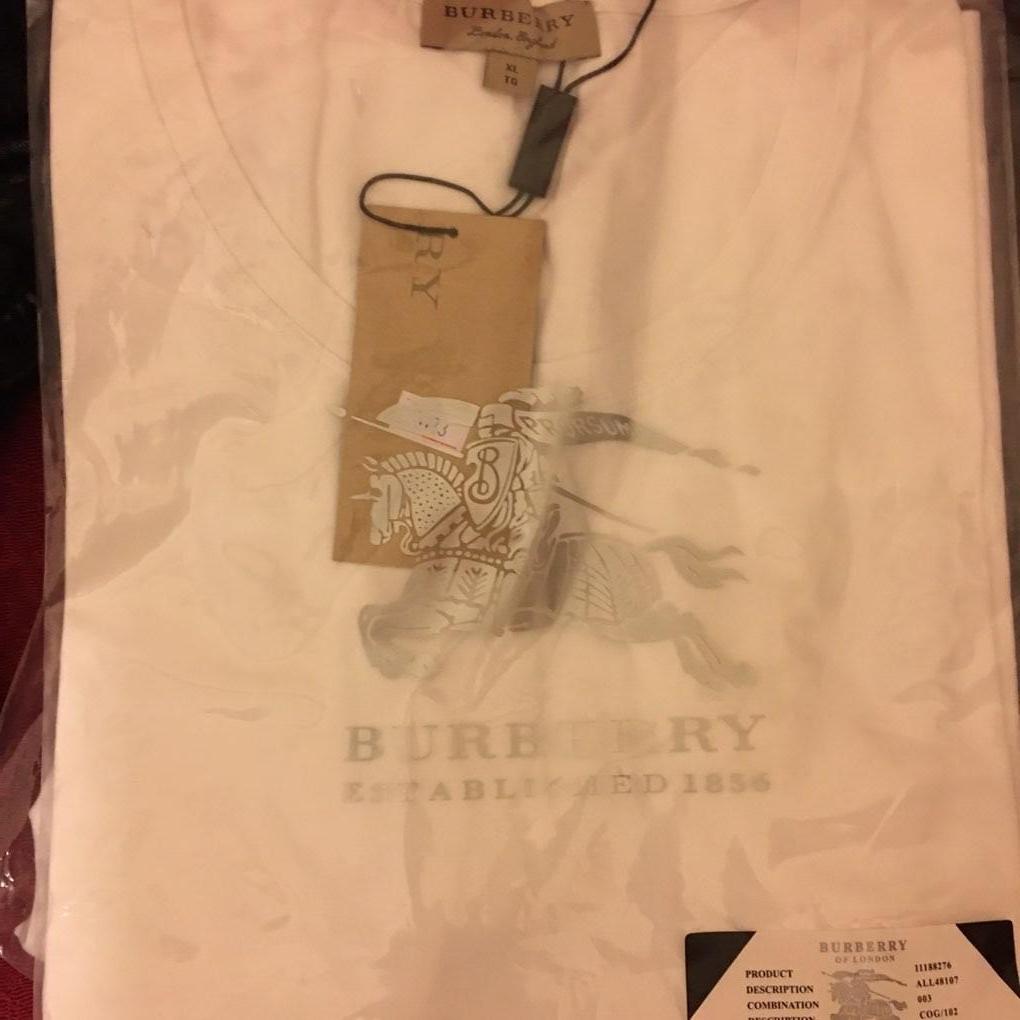 BURBERRY
London, England
XL
TG
RY
PRORSUM
B
BURBERRY
ESTABLISHED 1856
BURBERRY
OF LONDON
PRODUCT 11188276
DESCRIPTION ALL48107
COMBINATION 003
COG/102